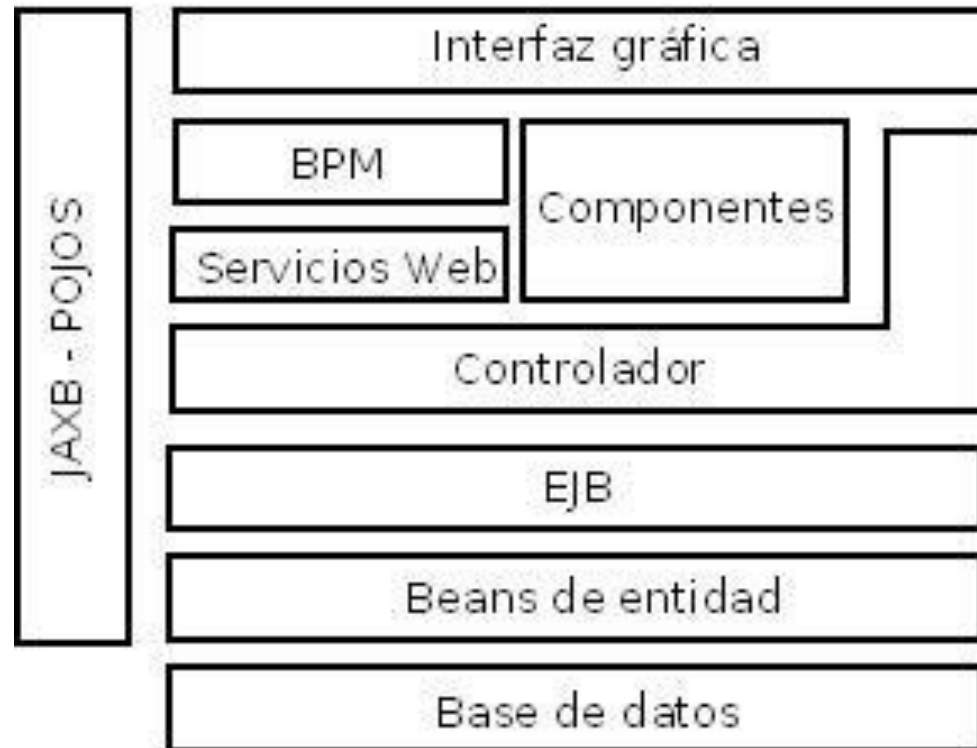 JAXB - POJOS
Interfaz gráfica
BPM
Componentes
Servicios Web
Controlador
EJB
Beans de entidad
Base de datos